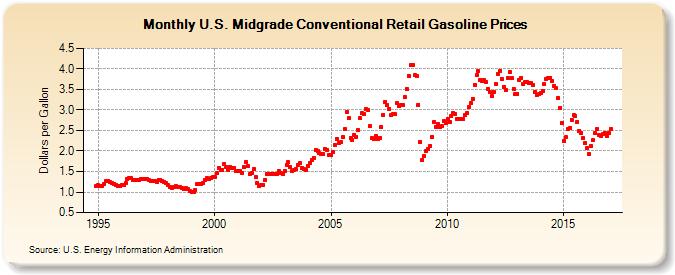 Monthly U.S. Midgrade Conventional Retail Gasoline Prices
Dollars per Gallon
4.5
4.0
3.5
3.0
2.5
2.0
1.5
1.0
0.5
1995 2000 2005 2010 2015
Source: U.S. Energy Information Administration